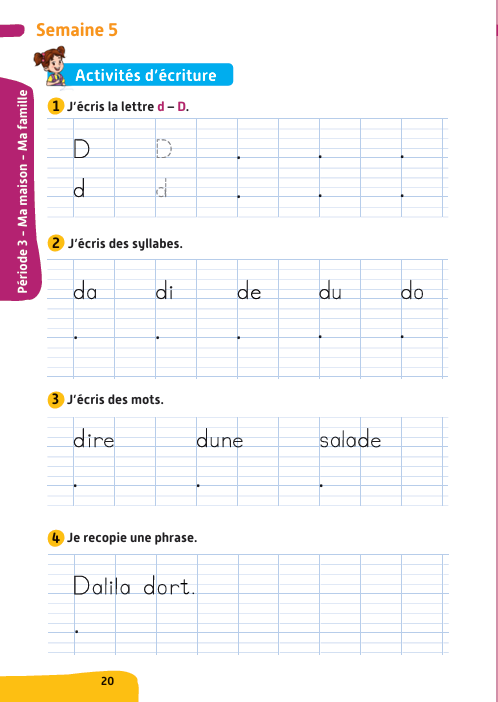 Semaine 5
Activités d'écriture
Période 3 - Ma maison - Ma famille
1 J'écris la lettre d – D.
D D . . .
d d . . .
2 J'écris des syllabes.
da di de du do
. . . . .
3 J'écris des mots.
dire dune salade
. . .
4 Je recopie une phrase.
Dalila dort.
.
20